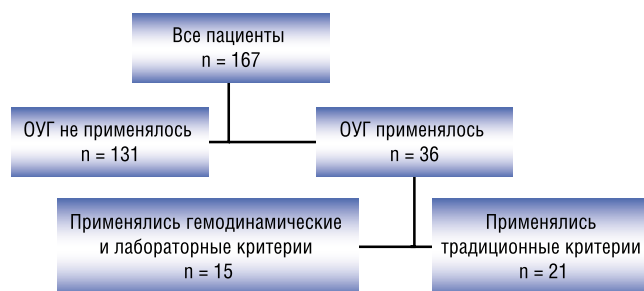 Все пациенты
n = 167
ОУГ не применялось
n = 131
ОУГ применялось
n = 36
Применялись гемодинамические
и лабораторные критерии
n = 15
Применялись
традиционные критерии
n = 21